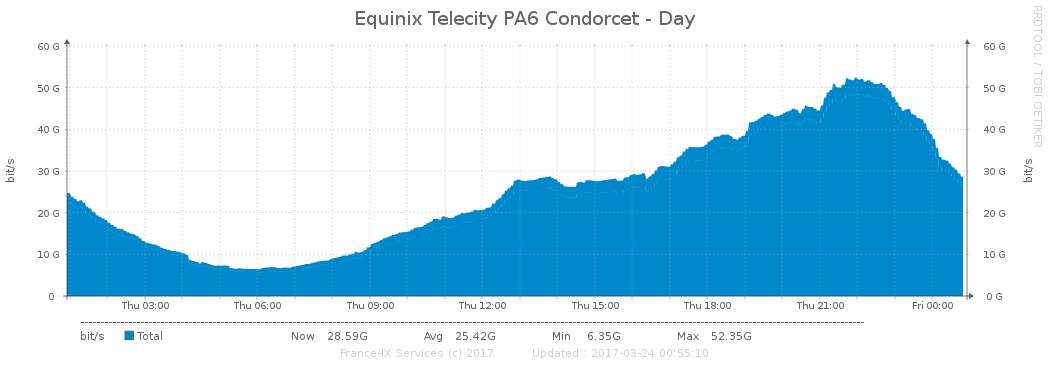 Equinix Telecity PA6 Condorcet - Day
RRDTOOL / TOBI OETIKER
60 G 60 G
50 G 50 G
40 G 40 G
30 G 30 G
20 G 20 G
10 G 10 G
0 0 G
bit/s bit/s
Thu 03:00 Thu 06:00 Thu 09:00 Thu 12:00 Thu 15:00 Thu 18:00 Thu 21:00 Fri 00:00
bit/s Total Now 28.59G Avg 25.42G Min 6.35G Max 52.35G
France-IX Services (c) 2017 Updated : 2017-03-24 00:55:10